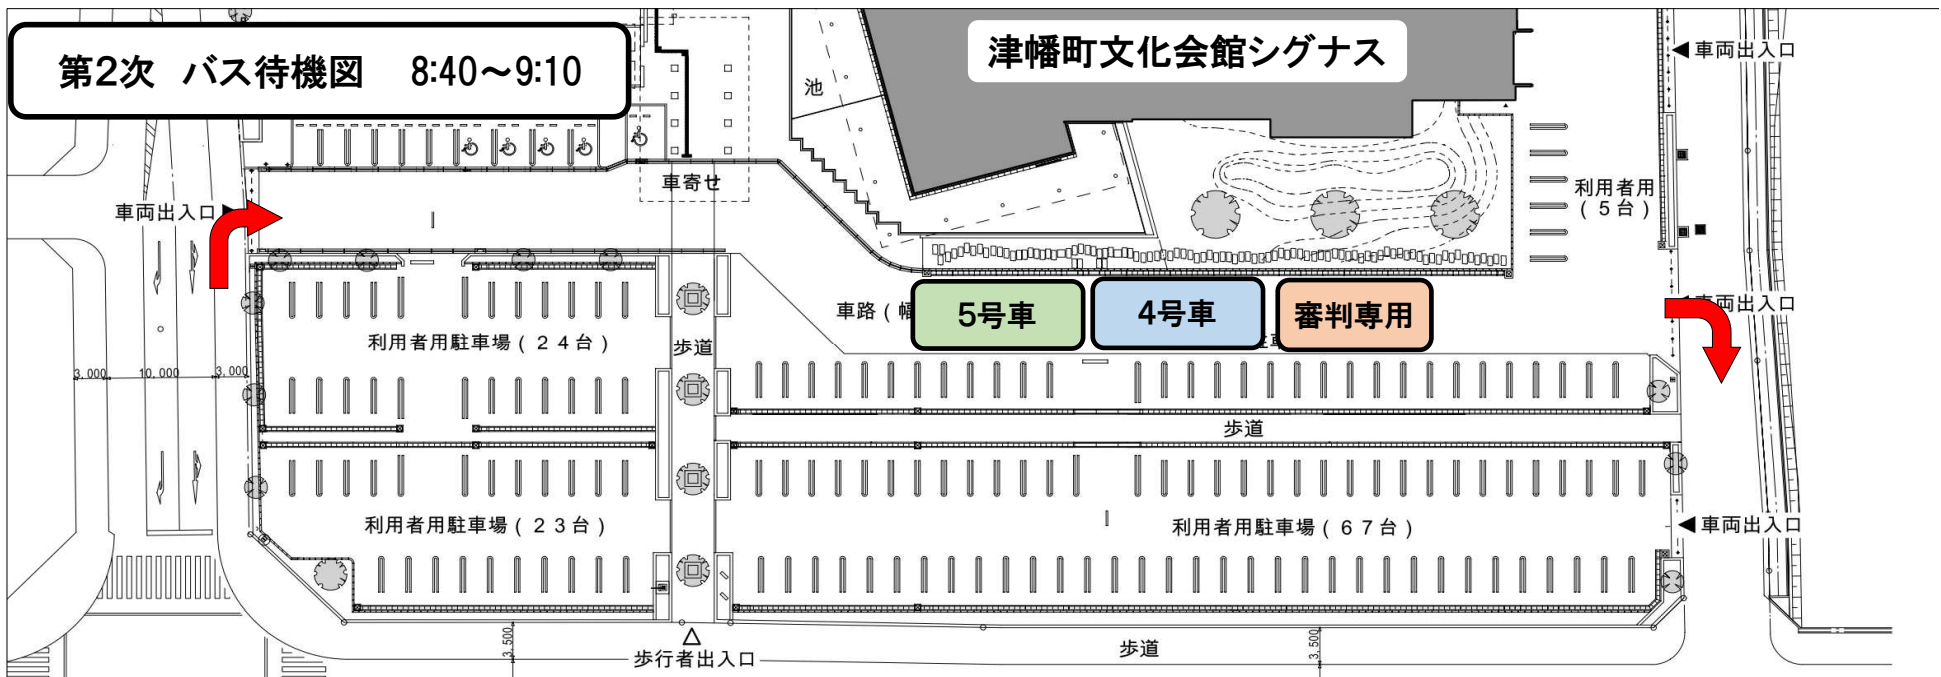 第2次 バス待機図 8:40～9:10
津幡町文化会館シグナス
車両出入口
池
車寄せ
利用者用
(5台)
車両出入口
車両出入口
車路(幅
5号車
4号車
審判専用
利用者用駐車場(24台)
歩道
3,000
10,000
3,000
歩道
利用者用駐車場(23台)
利用者用駐車場(67台)
車両出入口
3,500
歩行者出入口
歩道
3,500